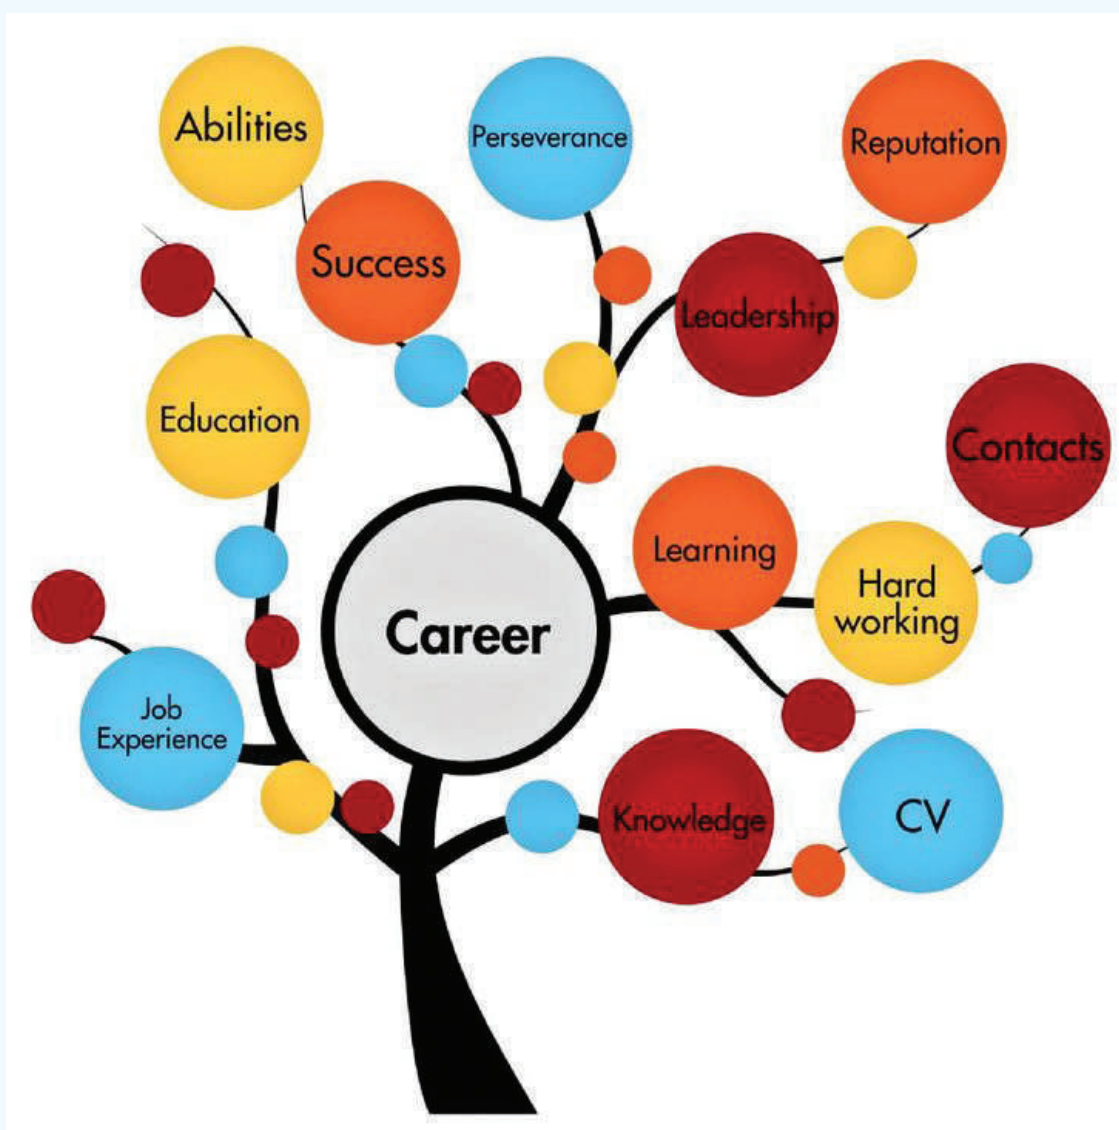 Abilities
Perseverance
Reputation
Success
Leadership
Education
Contacts
Learning
Hard
working
Career
Job
Experience
Knowledge
CV